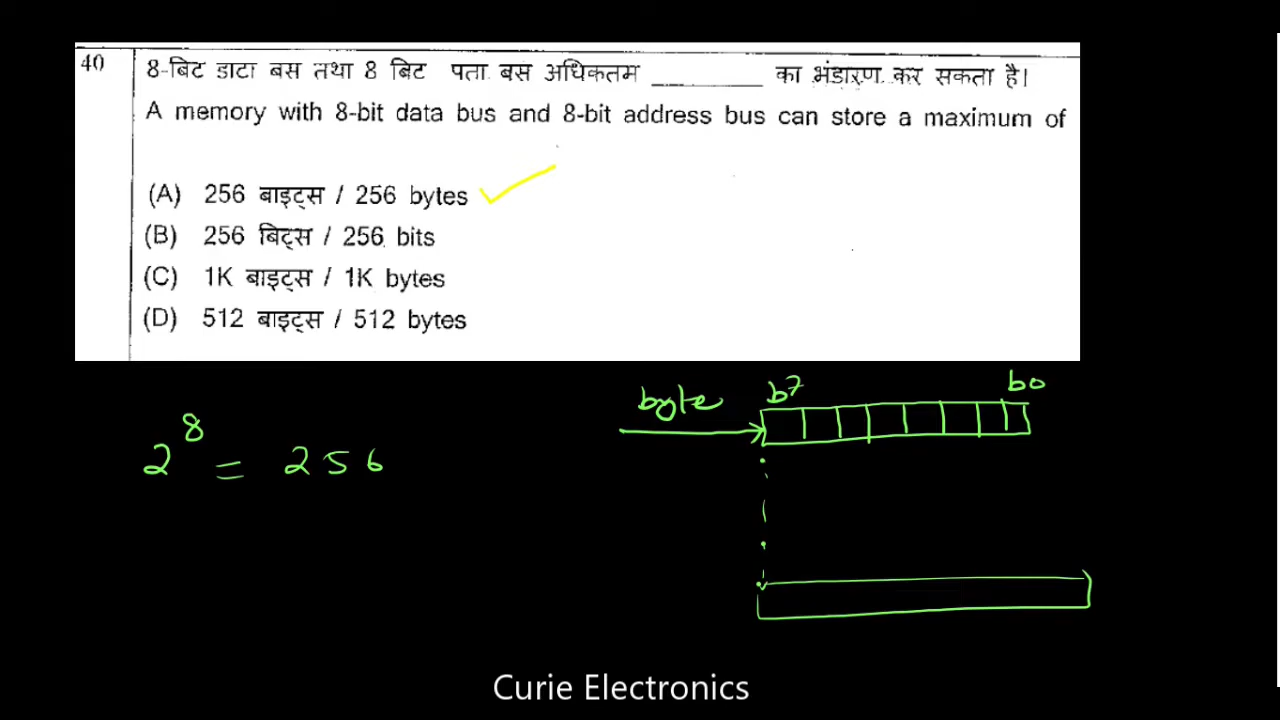 40
8-बिट डाटा बस तथा 8 बिट पता बस अधिकतम __________ का भंडारण कर सकता है।
A memory with 8-bit data bus and 8-bit address bus can store a maximum of
(A) 256 बाइट्स / 256 bytes
(B) 256 बिट्स / 256 bits
(C) 1K बाइट्स / 1K bytes
(D) 512 बाइट्स / 512 bytes
byte b7 b0
2^8 = 256
Curie Electronics